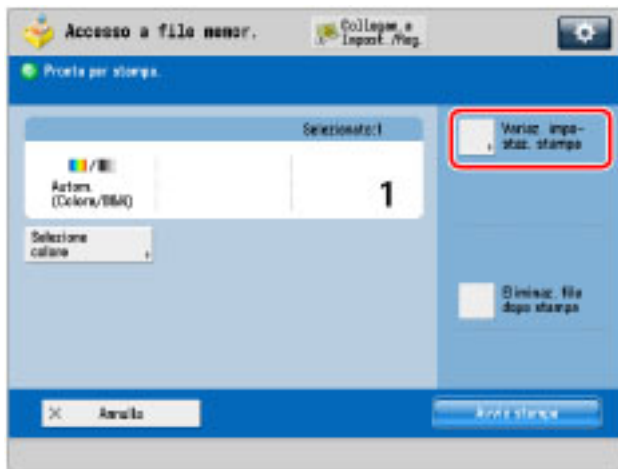 Accesso a file memor.
Collegam. a
Impost./Reg.
Pronta per stampa.
Selezionato:1
Variaz. impo-
staz. stampa
Autom.
(Colore/B&N)
1
Selezione
colore
Eliminaz. file
dopo stampa
Annulla
Avvio stampa